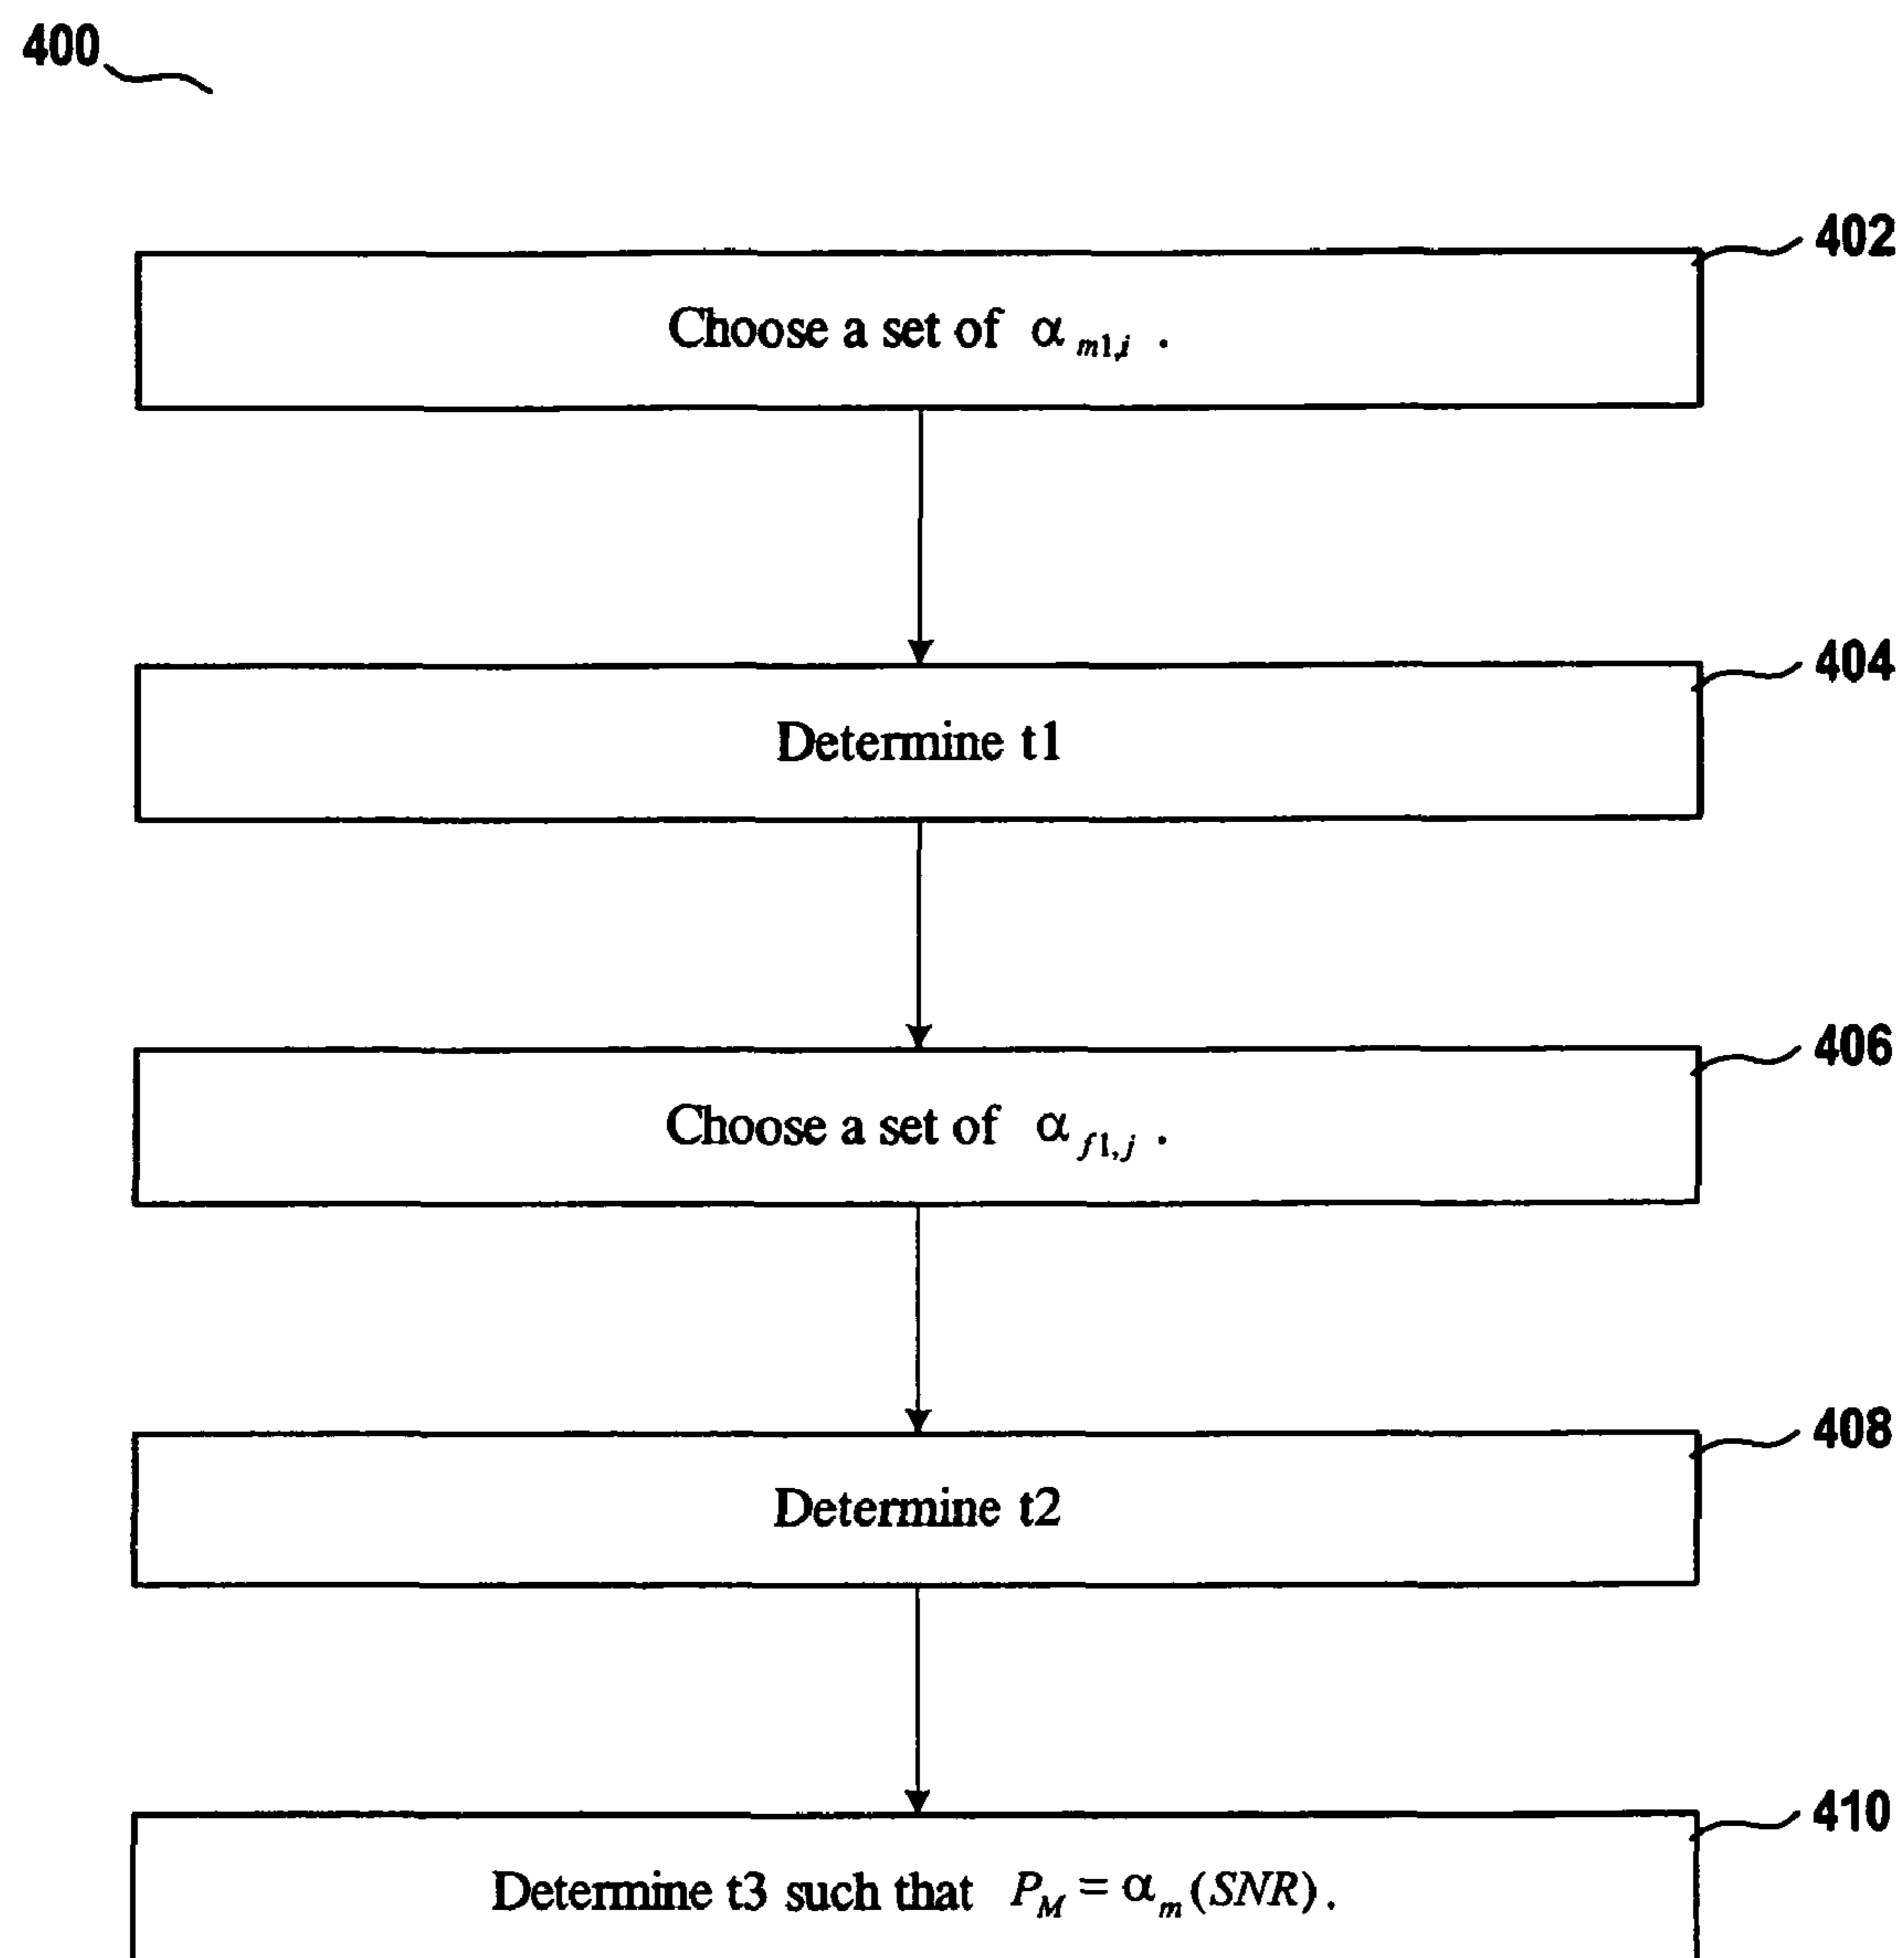 400
402
Choose a set of α m1,i .
404
Determine t1
406
Choose a set of α f1,j .
408
Determine t2
410
Determine t3 such that P_M = α_m (SNR).